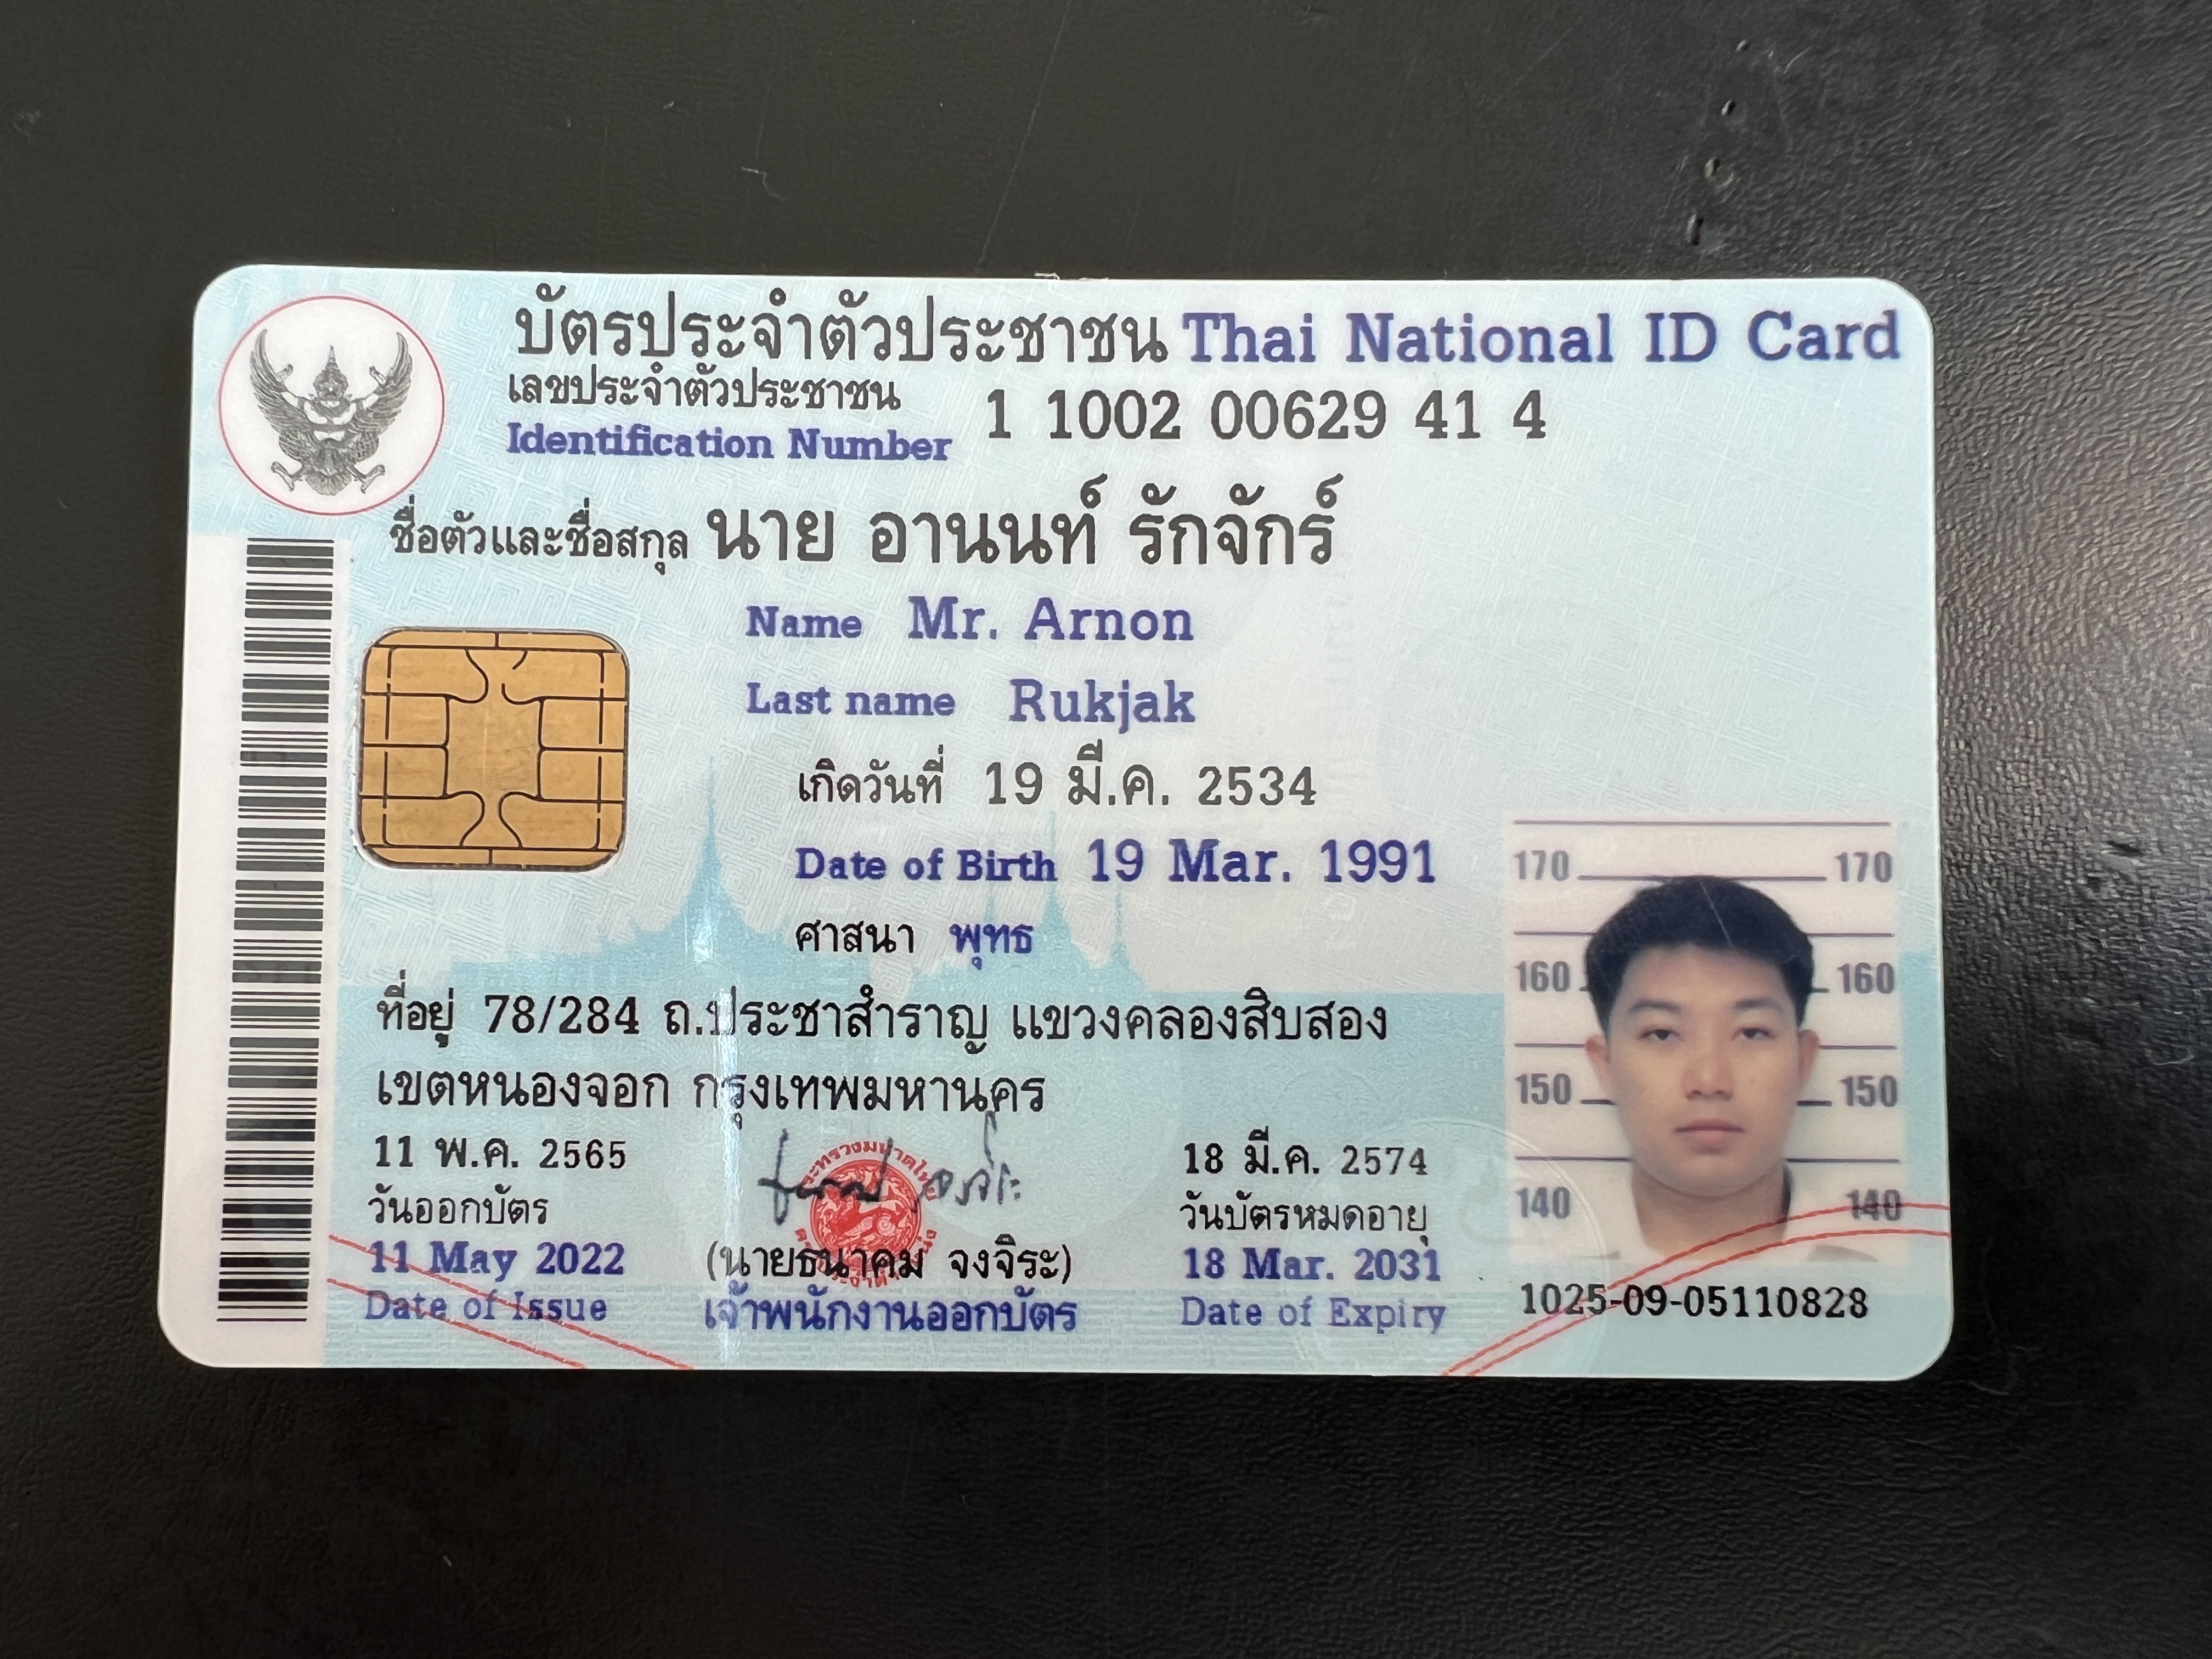 บัตรประจำตัวประชาชน Thai National ID Card
เลขประจำตัวประชาชน
Identification Number
1 1002 00629 41 4
ชื่อตัวและชื่อสกุล นาย อานนท์ รักจักร์
Name Mr. Arnon
Last name Rukjak
เกิดวันที่ 19 มี.ค. 2534
Date of Birth 19 Mar. 1991
ศาสนา พุทธ
ที่อยู่ 78/284 ถ.ประชาสำราญ แขวงคลองสิบสอง
เขตหนองจอก กรุงเทพมหานคร
11 พ.ค. 2565
วันออกบัตร
11 May 2022
Date of Issue
(นายธนาคม จงจิระ)
เจ้าพนักงานออกบัตร
18 มี.ค. 2574
วันบัตรหมดอายุ
18 Mar. 2031
Date of Expiry
170 170
160 160
150 150
140 140
1025-09-05110828